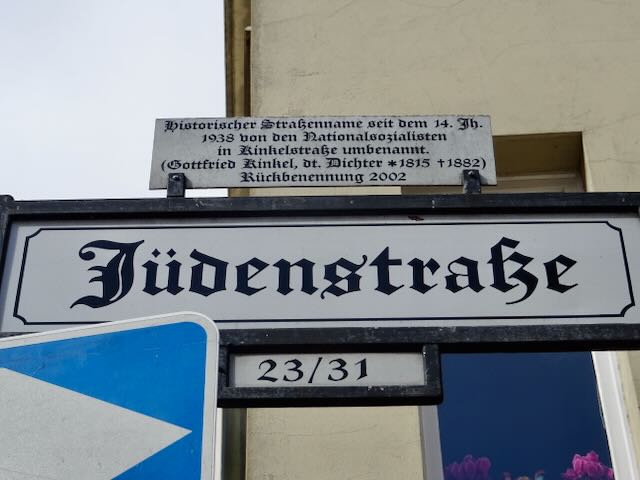 Historischer Straßenname seit dem 14. Jh.
1938 von den Nationalsozialisten
in Kinkelstraße umbenannt.
(Gottfried Kinkel, dt. Dichter *1815 †1882)
Rückbenennung 2002
Jüdenstraße
23/31